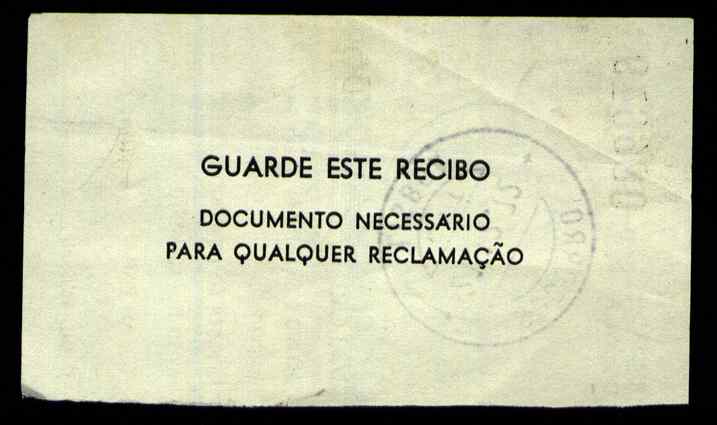 GUARDE ESTE RECIBO
DOCUMENTO NECESSÁRIO
PARA QUALQUER RECLAMAÇÃO